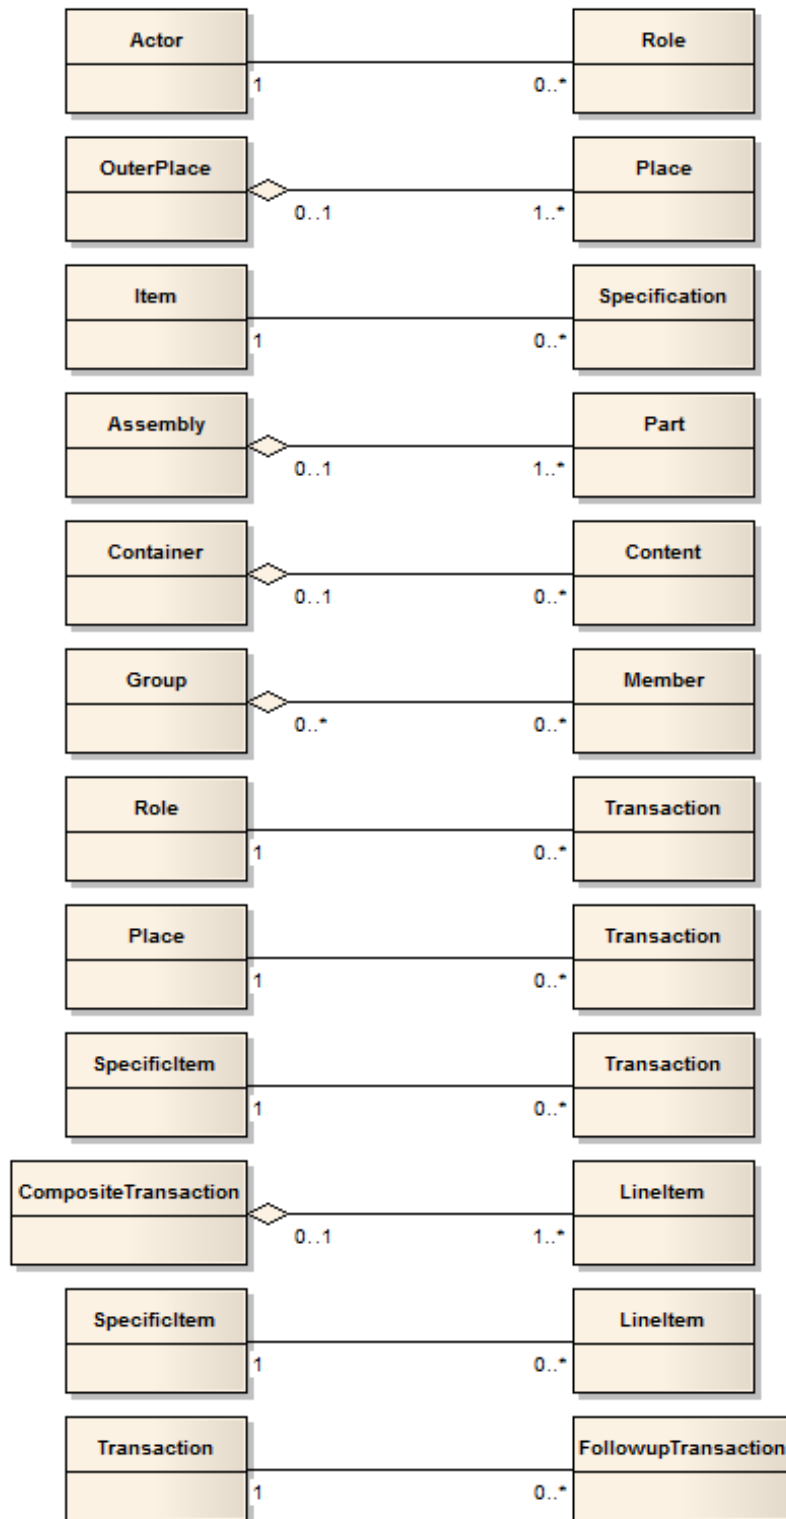 Actor Role
1 0..*
OuterPlace Place
0..1 1..*
Item Specification
1 0..*
Assembly Part
0..1 1..*
Container Content
0..1 0..*
Group Member
0..* 0..*
Role Transaction
1 0..*
Place Transaction
1 0..*
SpecificItem Transaction
1 0..*
CompositeTransaction LineItem
0..1 1..*
SpecificItem LineItem
1 0..*
Transaction FollowupTransaction
1 0..*